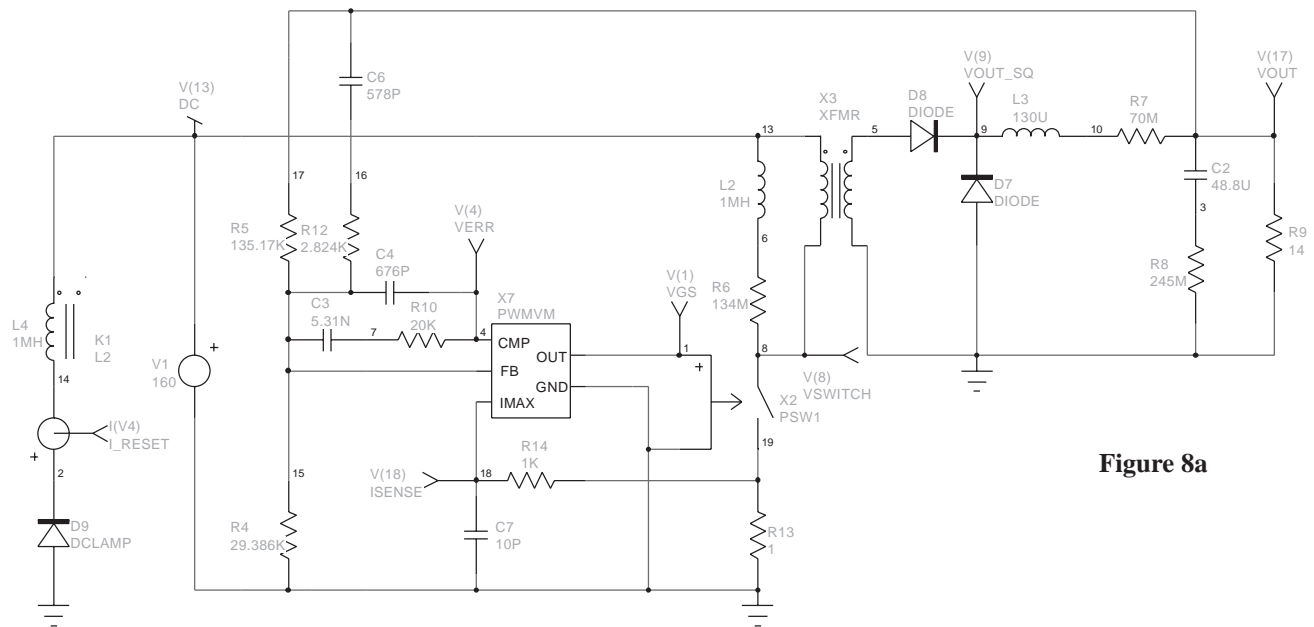 C6
578P
V(13)
DC
V(9)
VOUT_SQ
V(17)
VOUT
X3
XFMR
D8
DIODE
L3
130U
R7
70M
13
5
9
10
C2
48.8U
L2
1MH
D7
DIODE
17
16
3
V(4)
VERR
R5
135.17K
R12
2.824K
6
R9
14
C4
676P
R8
245M
V(1)
VGS
R6
134M
C3
5.31N
R10
20K
X7
PWMVM
L4
1MH
K1
L2
7
4
CMP
OUT
1
+
8
V1
160
+
FB
GND
V(8)
VSWITCH
14
IMAX
X2
PSW1
I(V4)
I_RESET
+
19
R14
1K
Figure 8a
2
15
V(18)
ISENSE
18
D9
DCLAMP
R4
29.386K
C7
10P
R13
1